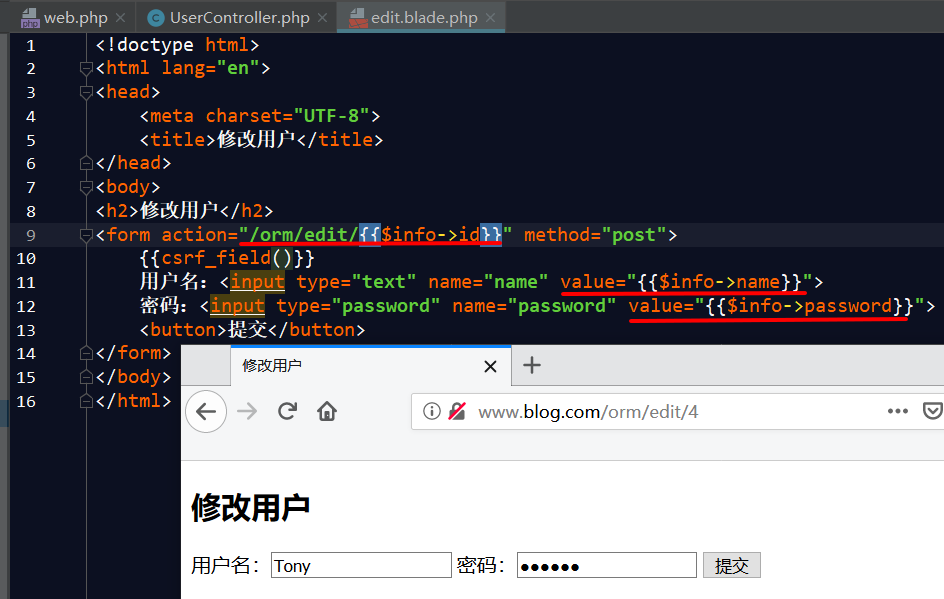 web.php × UserController.php × edit.blade.php ×
1 <!doctype html>
2 <html lang="en">
3 <head>
4 <meta charset="UTF-8">
5 <title>修改用户</title>
6 </head>
7 <body>
8 <h2>修改用户</h2>
9 <form action="/orm/edit/{{$info->id}}" method="post">
10 {{csrf_field()}}
11 用户名：<input type="text" name="name" value="{{$info->name}}">
12 密码：<input type="password" name="password" value="{{$info->password}}">
13 <button>提交</button>
14 </form>
15 </body>
16 </html>
修改用户
www.blog.com/orm/edit/4
修改用户
用户名：Tony 密码：●●●●●● 提交